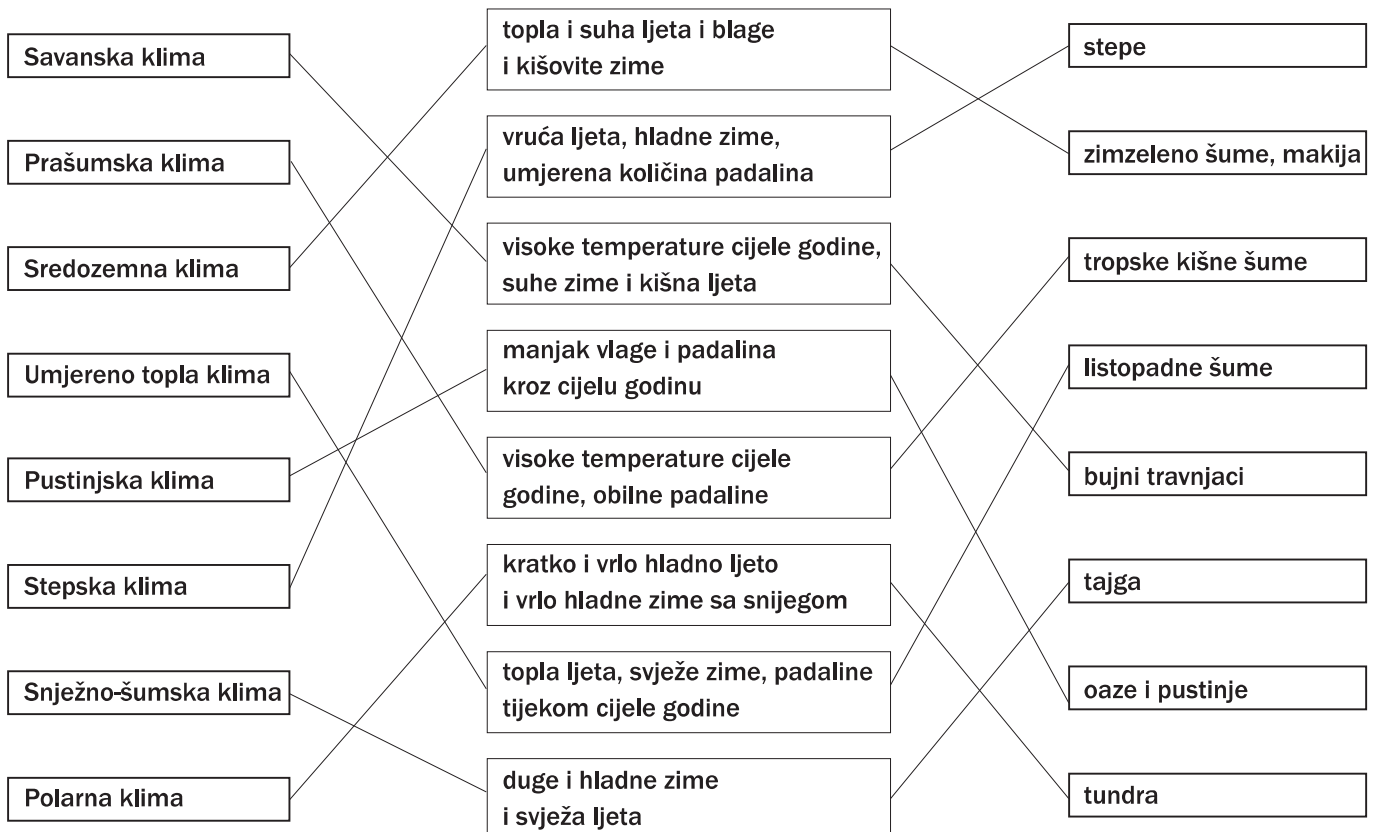 Savanska klima
Prašumska klima
Sredozemna klima
Umjereno topla klima
Pustinjska klima
Stepska klima
Snježno-šumska klima
Polarna klima
topla i suha ljeta i blage
i kišovite zime
vruća ljeta, hladne zime,
umjerena količina padalina
visoke temperature cijele godine,
suhe zime i kišna ljeta
manjak vlage i padalina
kroz cijelu godinu
visoke temperature cijele
godine, obilne padaline
kratko i vrlo hladno ljeto
i vrlo hladne zime sa snijegom
topla ljeta, svježe zime, padaline
tijekom cijele godine
duge i hladne zime
i svježa ljeta
stepe
zimzeleno šume, makija
tropske kišne šume
listopadne šume
bujni travnjaci
tajga
oaze i pustinje
tundra